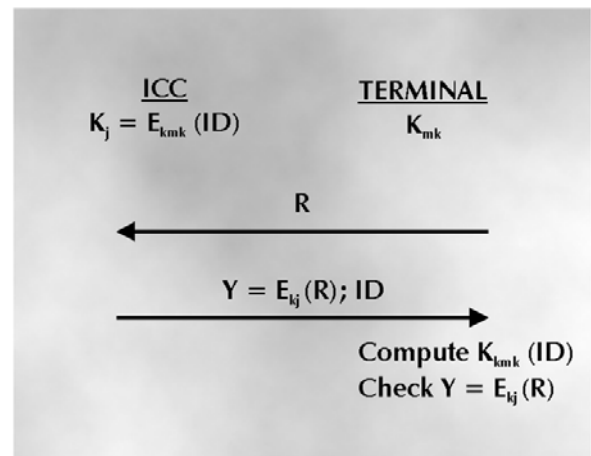 ICC
TERMINAL
Kj = Ekmk (ID)
Kmk
R
Y = Ekj (R); ID
Compute Kkmk (ID)
Check Y = Ekj (R)